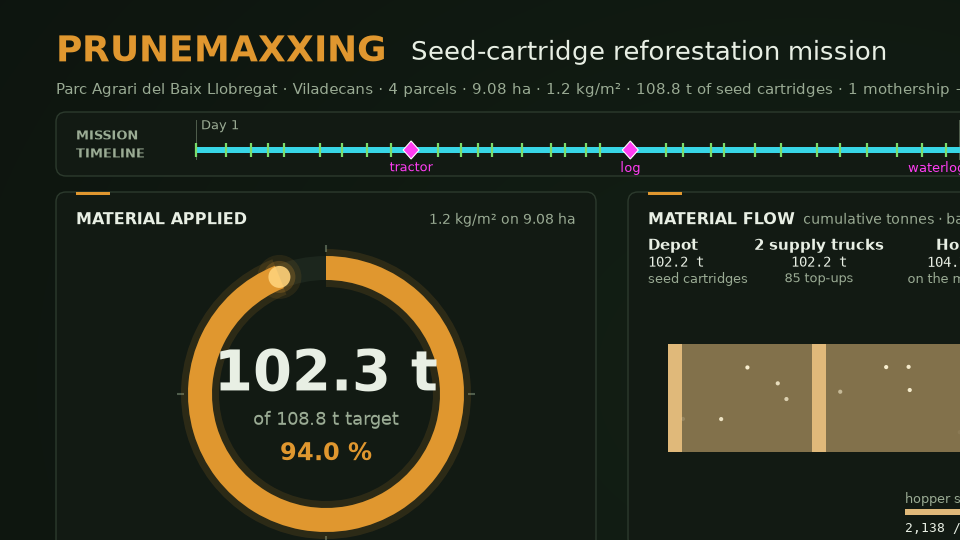 PRUNEMAXXING Seed-cartridge reforestation mission
Parc Agrari del Baix Llobregat · Viladecans · 4 parcels · 9.08 ha · 1.2 kg/m² · 108.8 t of seed cartridges · 1 mothership
MISSION TIMELINE
Day 1
tractor
log
MATERIAL APPLIED
1.2 kg/m² on 9.08 ha
102.3 t
of 108.8 t target
94.0 %
MATERIAL FLOW cumulative tonnes ·
Depot
102.2 t
seed cartridges
2 supply trucks
102.2 t
85 top-ups
104.
on the
hopper
2,138 /